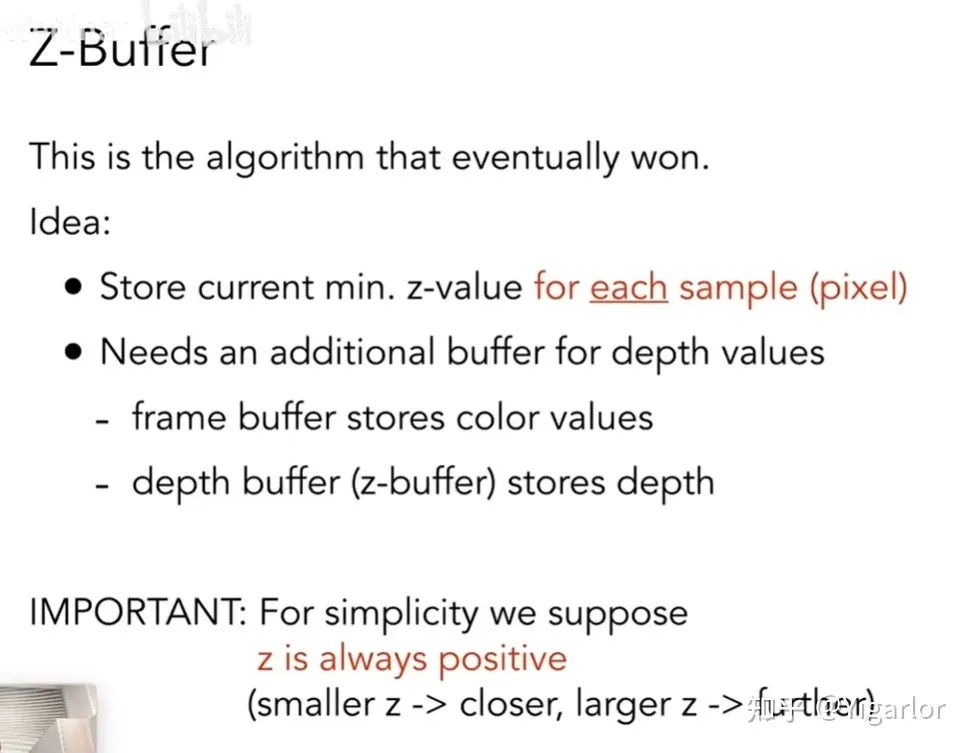 Z-Buffer
This is the algorithm that eventually won.
Idea:
● Store current min. z-value for each sample (pixel)
● Needs an additional buffer for depth values
- frame buffer stores color values
- depth buffer (z-buffer) stores depth
IMPORTANT: For simplicity we suppose
z is always positive
(smaller z -> closer, larger z -> further)
知乎 @Yigarlor